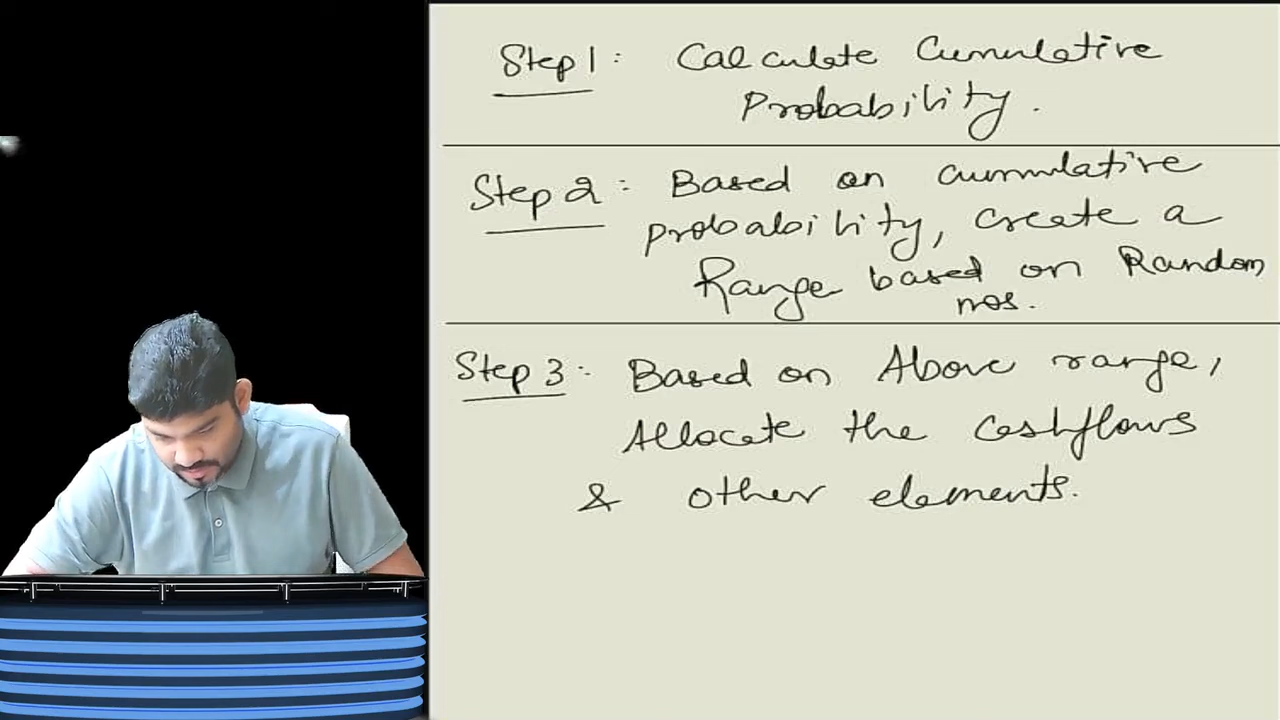 Step 1: Calculate Cumulative
Probability.
Step 2: Based on cummulative
probability, create a
Range based on Random
nos.
Step 3: Based on Above range,
Allocate the cashflows
& other elements.